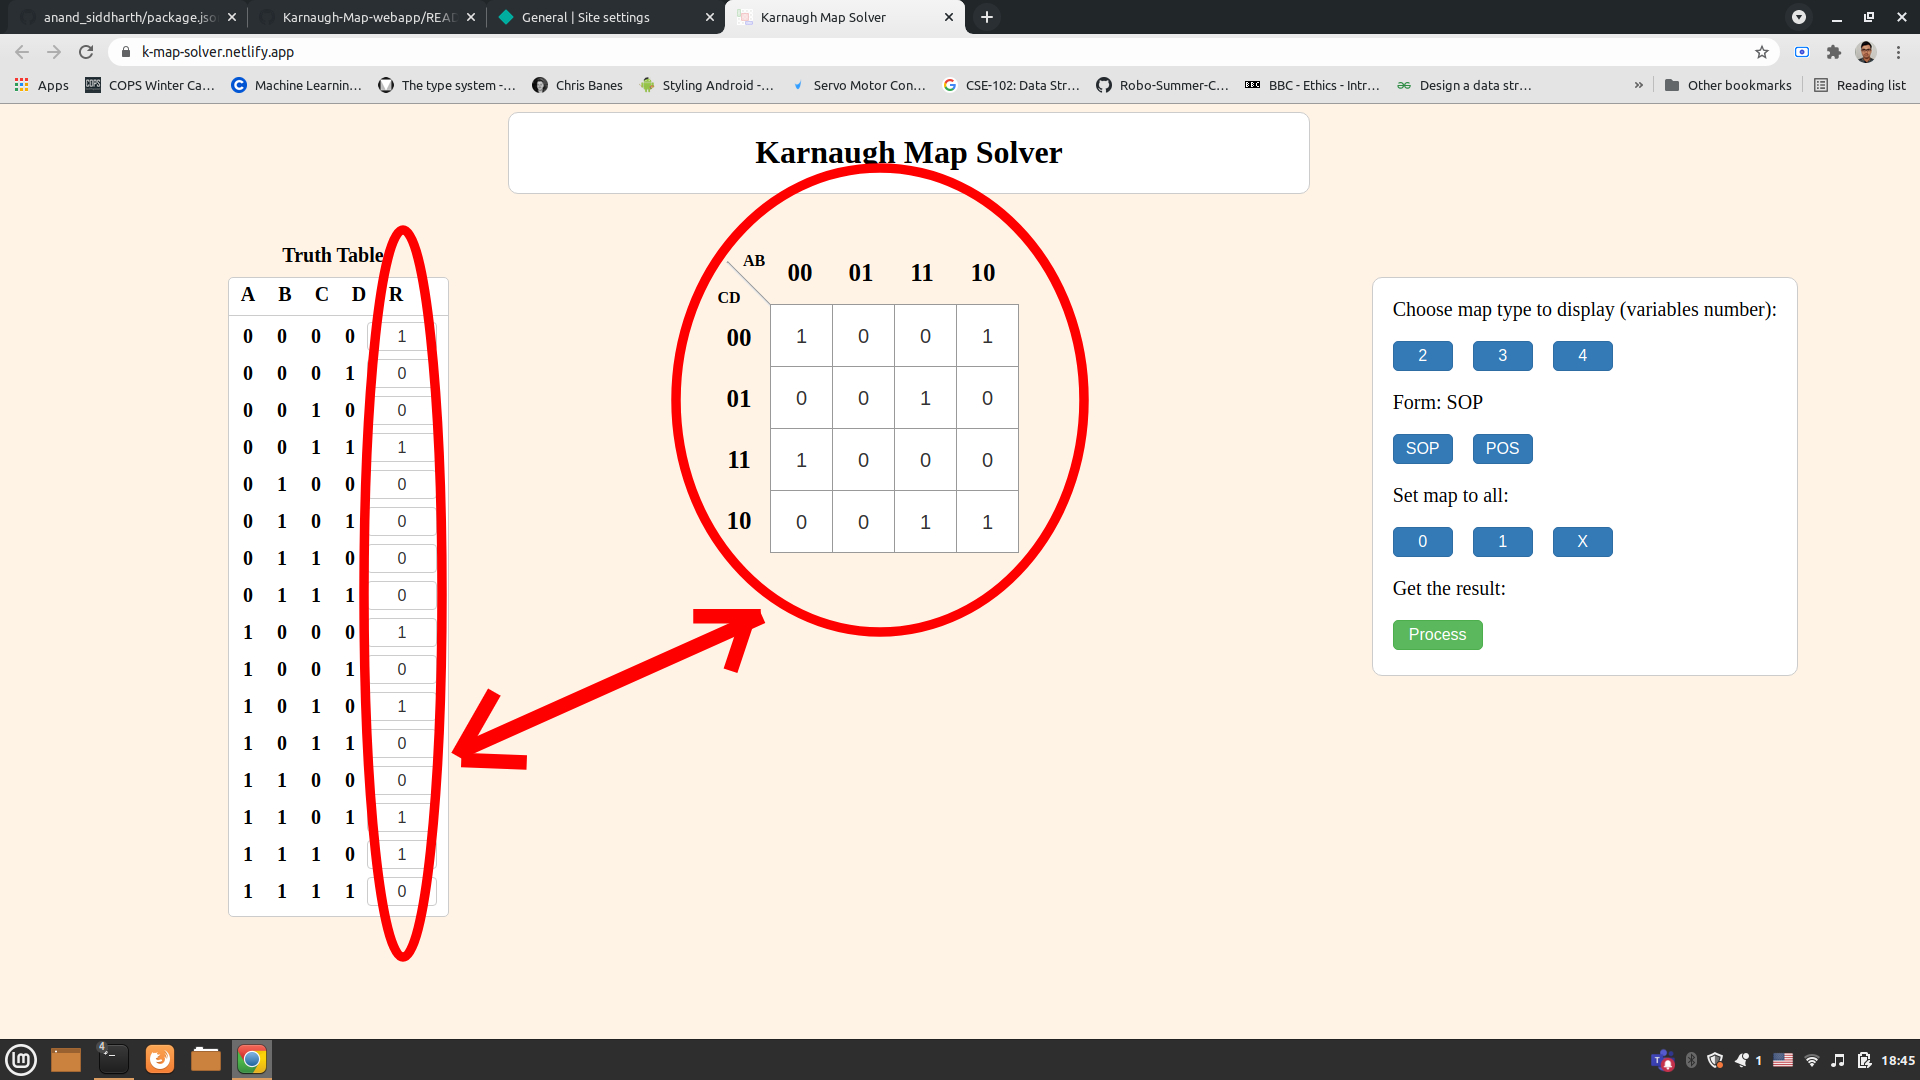 anand_siddharth/package.jso
Karnaugh-Map-webapp/READ
General | Site settings
Karnaugh Map Solver
k-map-solver.netlify.app
Apps
COPS Winter Ca...
Machine Learnin...
The type system -...
Chris Banes
Styling Android -...
Servo Motor Con...
CSE-102: Data Str...
Robo-Summer-C...
BBC - Ethics - Intr...
Design a data str...
»
Other bookmarks
Reading list
Karnaugh Map Solver
Truth Table
A B C D R
0 0 0 0 1
0 0 0 1 0
0 0 1 0 0
0 0 1 1 1
0 1 0 0 0
0 1 0 1 0
0 1 1 0 0
0 1 1 1 0
1 0 0 0 1
1 0 0 1 0
1 0 1 0 1
1 0 1 1 0
1 1 0 0 0
1 1 0 1 1
1 1 1 0 1
1 1 1 1 0
AB
CD
00 01 11 10
00 1 0 0 1
01 0 0 1 0
11 1 0 0 0
10 0 0 1 1
Choose map type to display (variables number):
2 3 4
Form: SOP
SOP POS
Set map to all:
0 1 X
Get the result:
Process
4
1
18:45